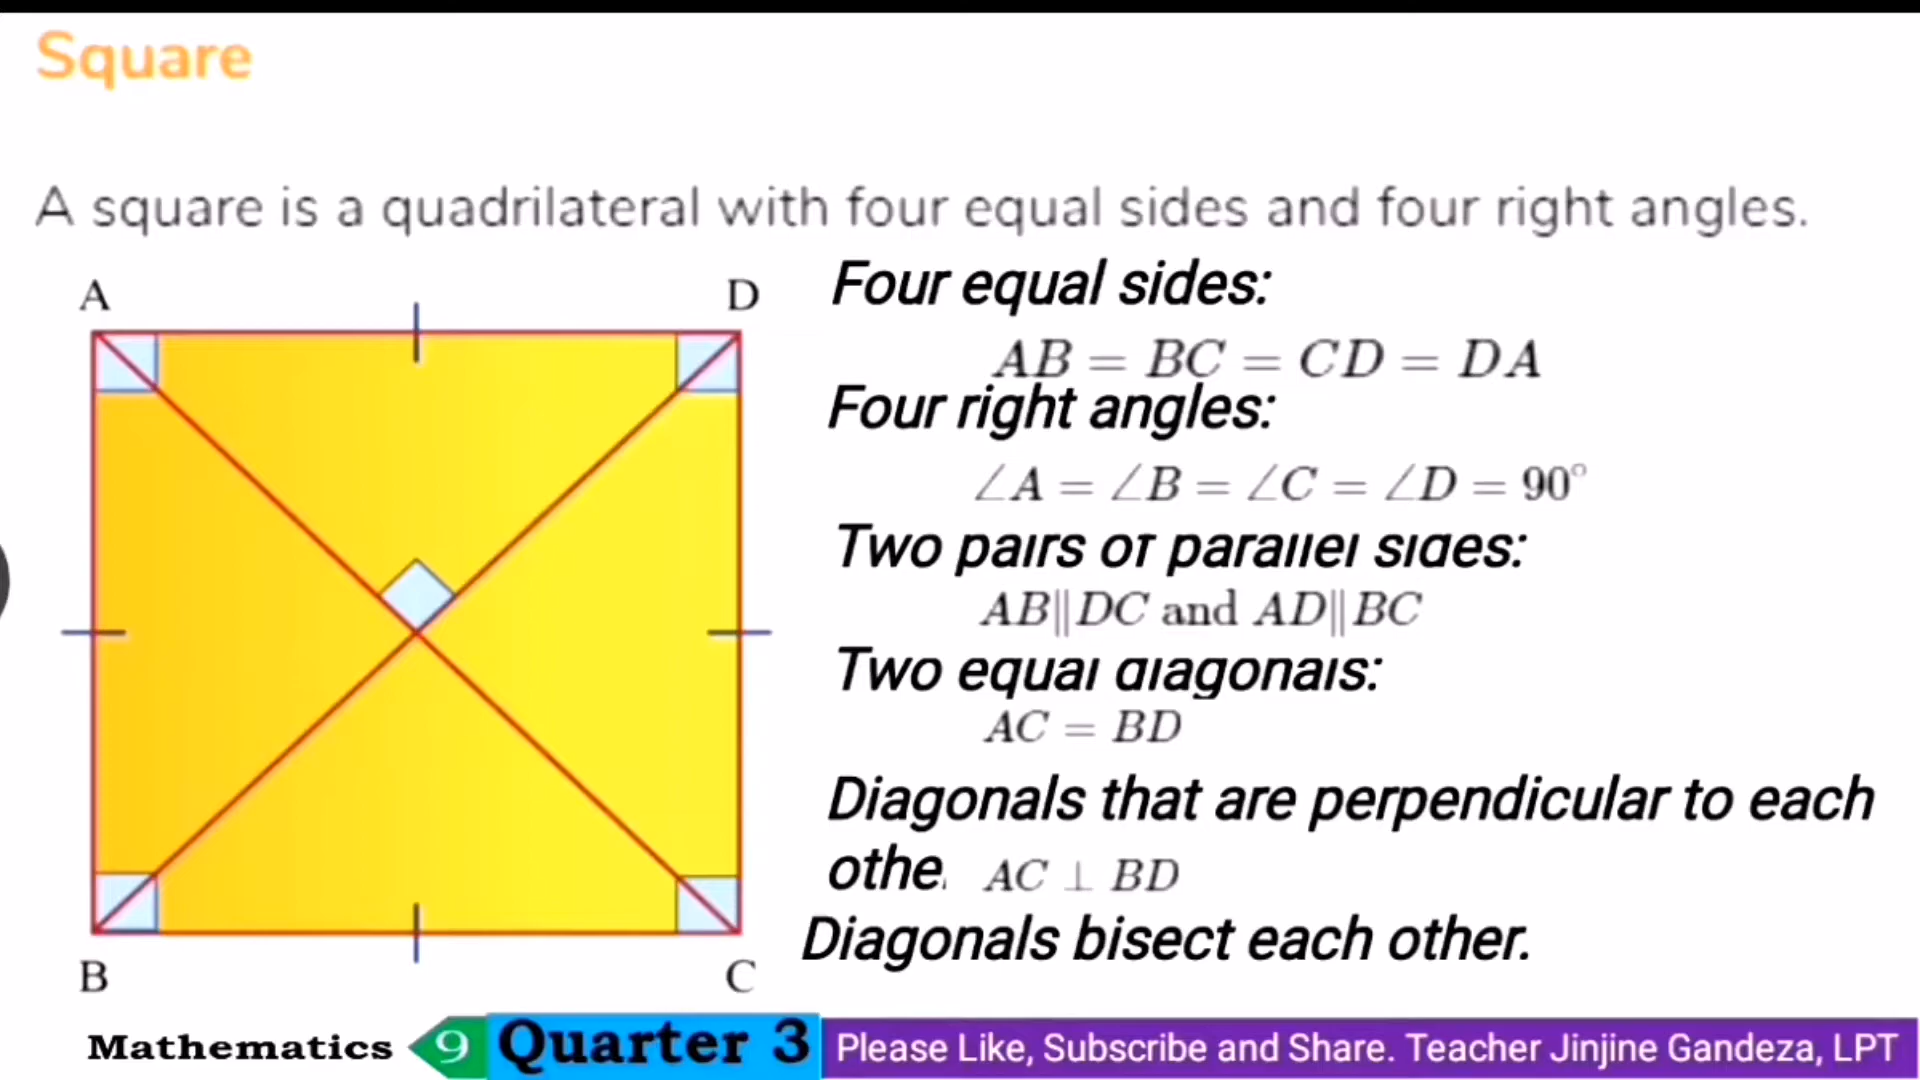 Square
A square is a quadrilateral with four equal sides and four right angles.
A
D
B
C
Four equal sides:
AB = BC = CD = DA
Four right angles:
∠A = ∠B = ∠C = ∠D = 90°
Two pairs of parallel sides:
AB∥DC and AD∥BC
Two equal diagonals:
AC = BD
Diagonals that are perpendicular to each
othe. AC ⊥ BD
Diagonals bisect each other.
Mathematics 9 Quarter 3 Please Like, Subscribe and Share. Teacher Jinjine Gandeza, LPT